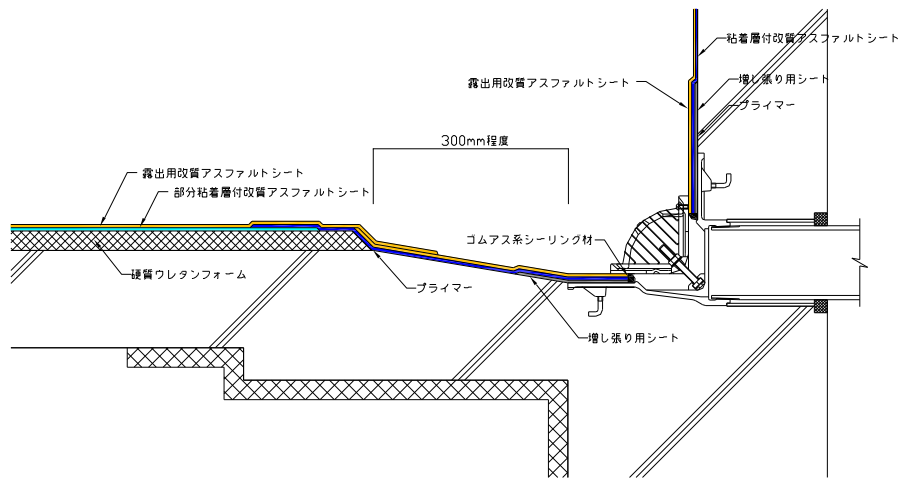 粘着層付改質アスファルトシート
露出用改質アスファルトシート
増し張り用シート
プライマー
300mm程度
露出用改質アスファルトシート
部分粘着層付改質アスファルトシート
ゴムアス系シーリング材
硬質ウレタンフォーム
プライマー
増し張り用シート